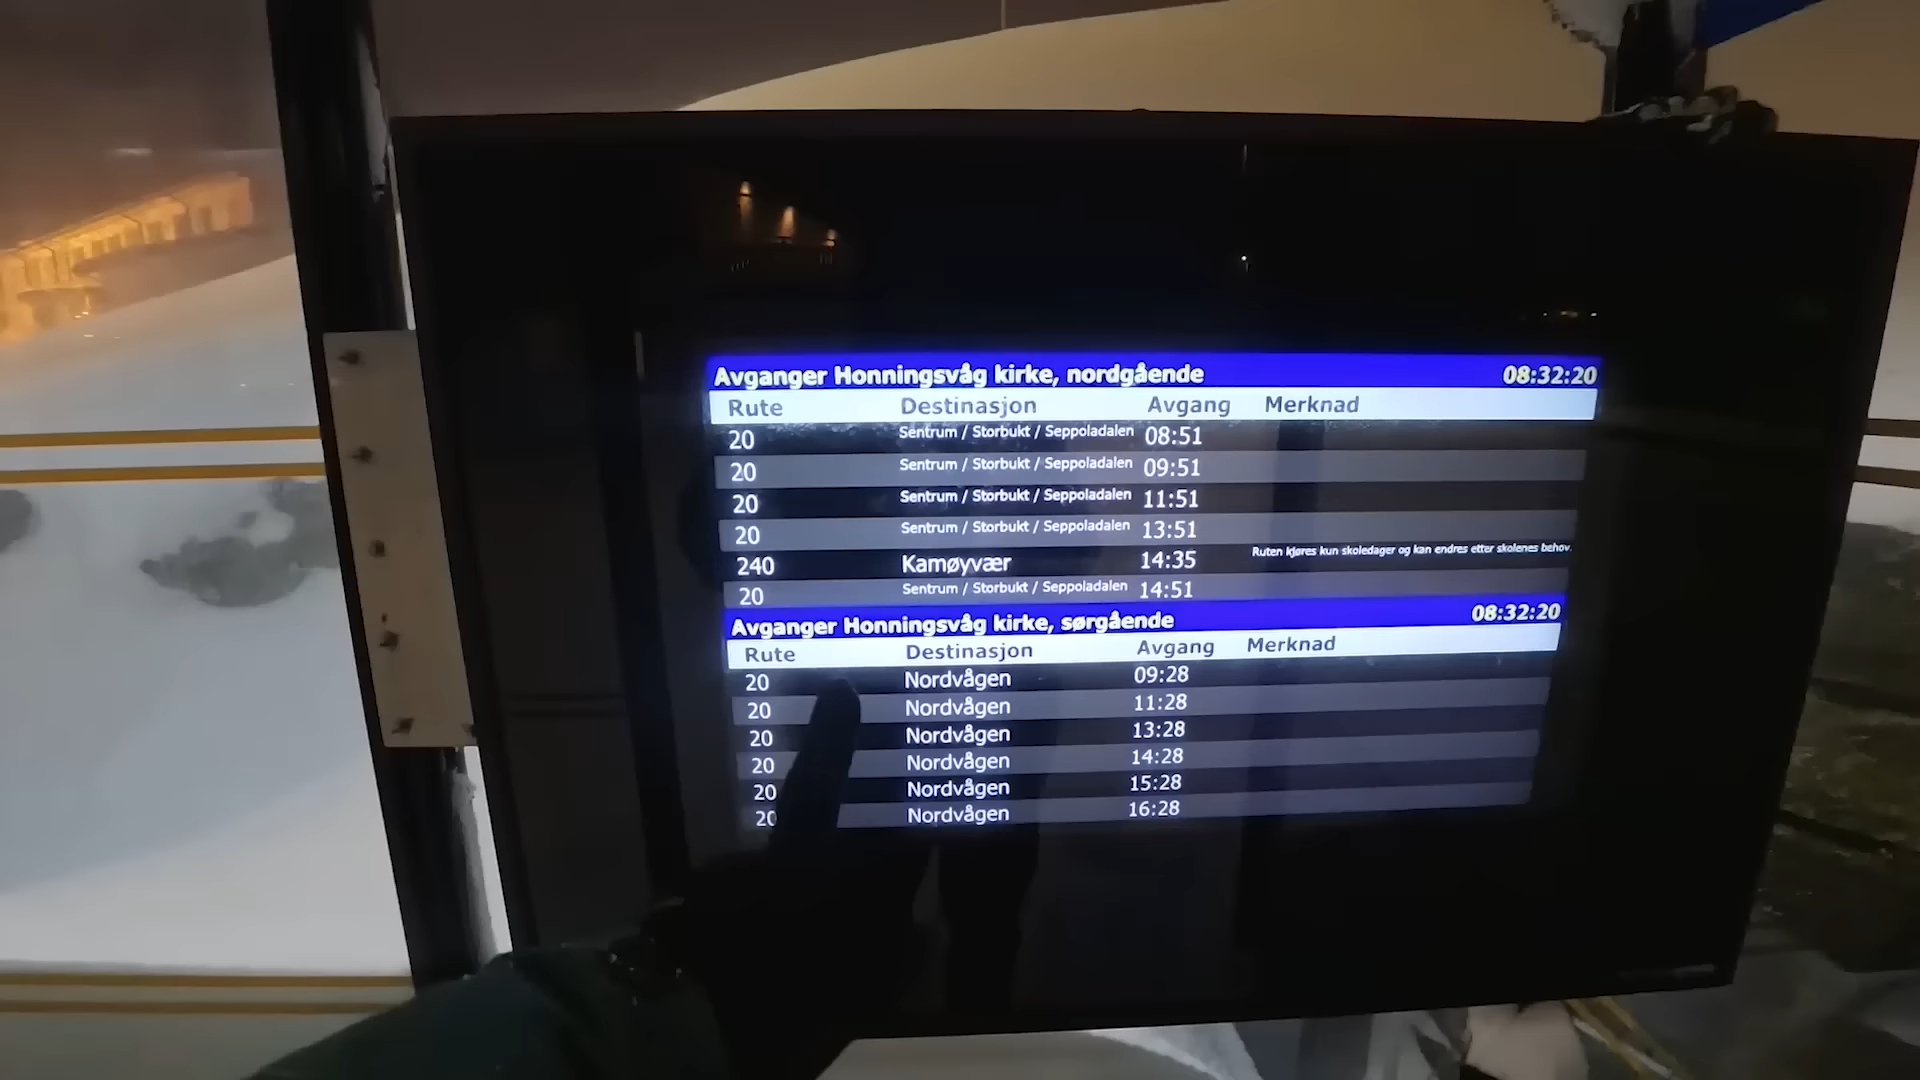 Avganger Honningsvåg kirke, nordgående 08:32:20
Rute Destinasjon Avgang Merknad
20 Sentrum / Storbukt / Seppoladalen 08:51
20 Sentrum / Storbukt / Seppoladalen 09:51
20 Sentrum / Storbukt / Seppoladalen 11:51
20 Sentrum / Storbukt / Seppoladalen 13:51
240 Kamøyvær 14:35 Ruten kjøres kun skoledager og kan endres etter skolenes behov.
20 Sentrum / Storbukt / Seppoladalen 14:51
Avganger Honningsvåg kirke, sørgående 08:32:20
Rute Destinasjon Avgang Merknad
20 Nordvågen 09:28
20 Nordvågen 11:28
20 Nordvågen 13:28
20 Nordvågen 14:28
20 Nordvågen 15:28
20 Nordvågen 16:28